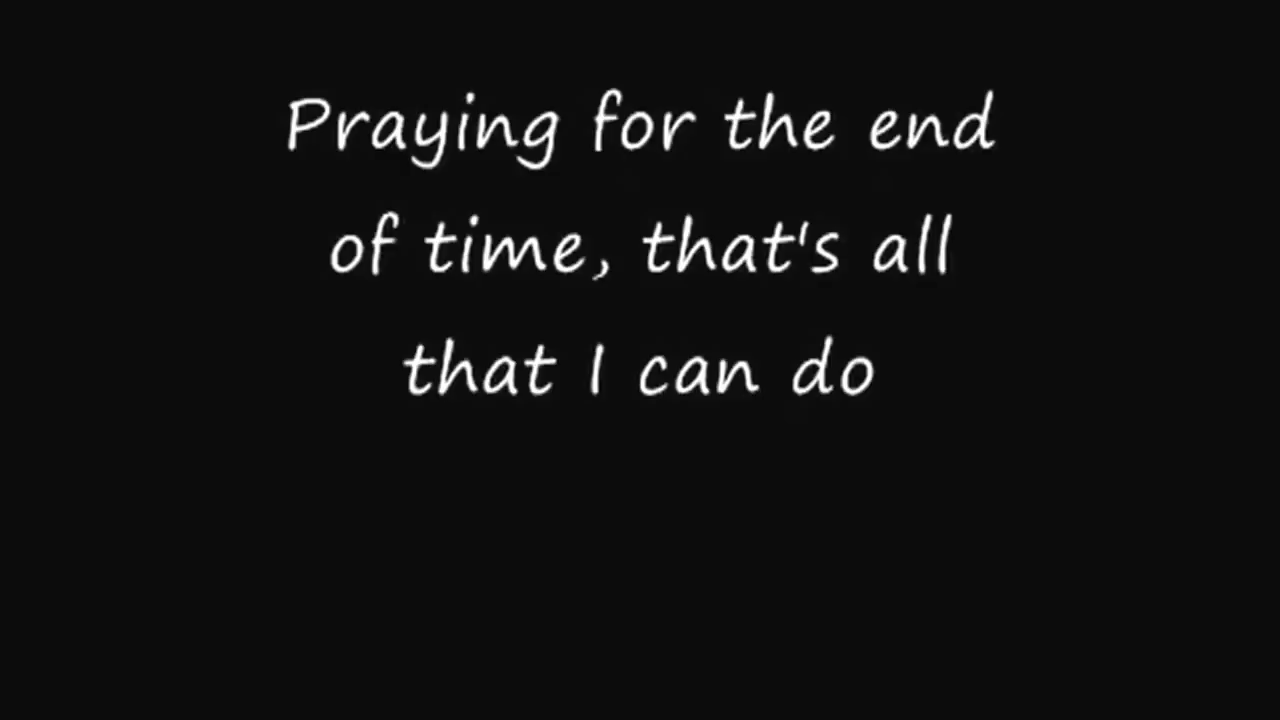 Praying for the end
of time, that's all
that I can do